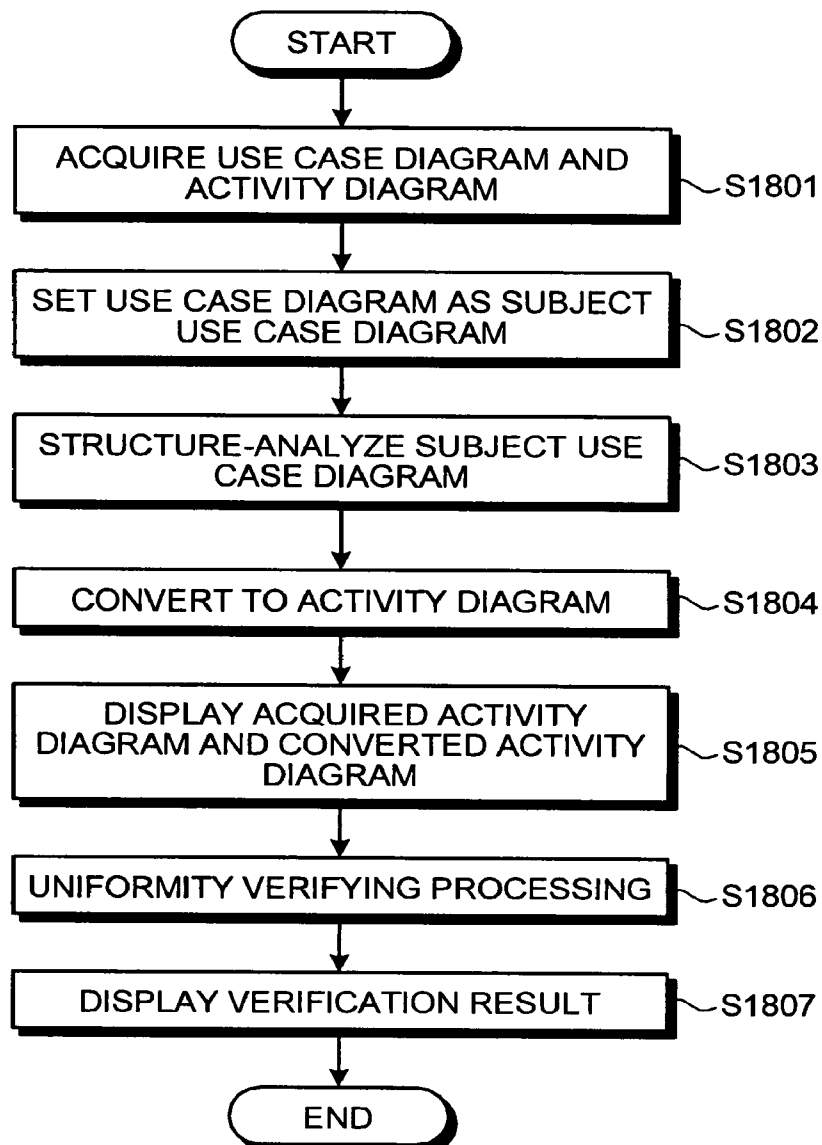 START
ACQUIRE USE CASE DIAGRAM AND
ACTIVITY DIAGRAM
S1801
SET USE CASE DIAGRAM AS SUBJECT
USE CASE DIAGRAM
S1802
STRUCTURE-ANALYZE SUBJECT USE
CASE DIAGRAM
S1803
CONVERT TO ACTIVITY DIAGRAM
S1804
DISPLAY ACQUIRED ACTIVITY
DIAGRAM AND CONVERTED ACTIVITY
DIAGRAM
S1805
UNIFORMITY VERIFYING PROCESSING
S1806
DISPLAY VERIFICATION RESULT
S1807
END